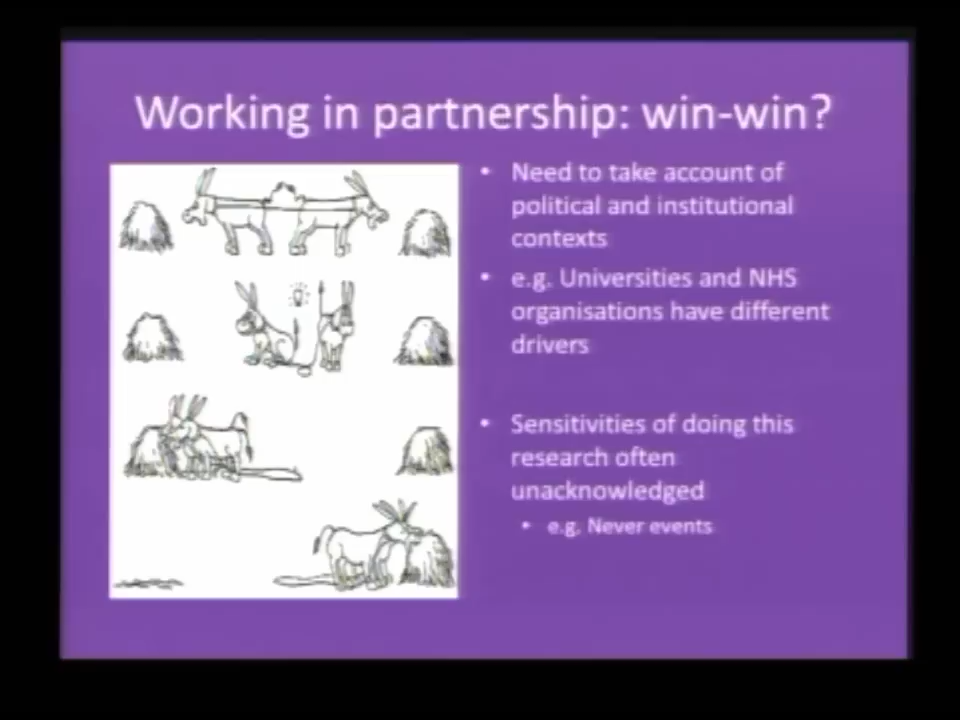 Working in partnership: win-win?
• Need to take account of
political and institutional
contexts
• e.g. Universities and NHS
organisations have different
drivers
• Sensitivities of doing this
research often
unacknowledged
• e.g. Never events